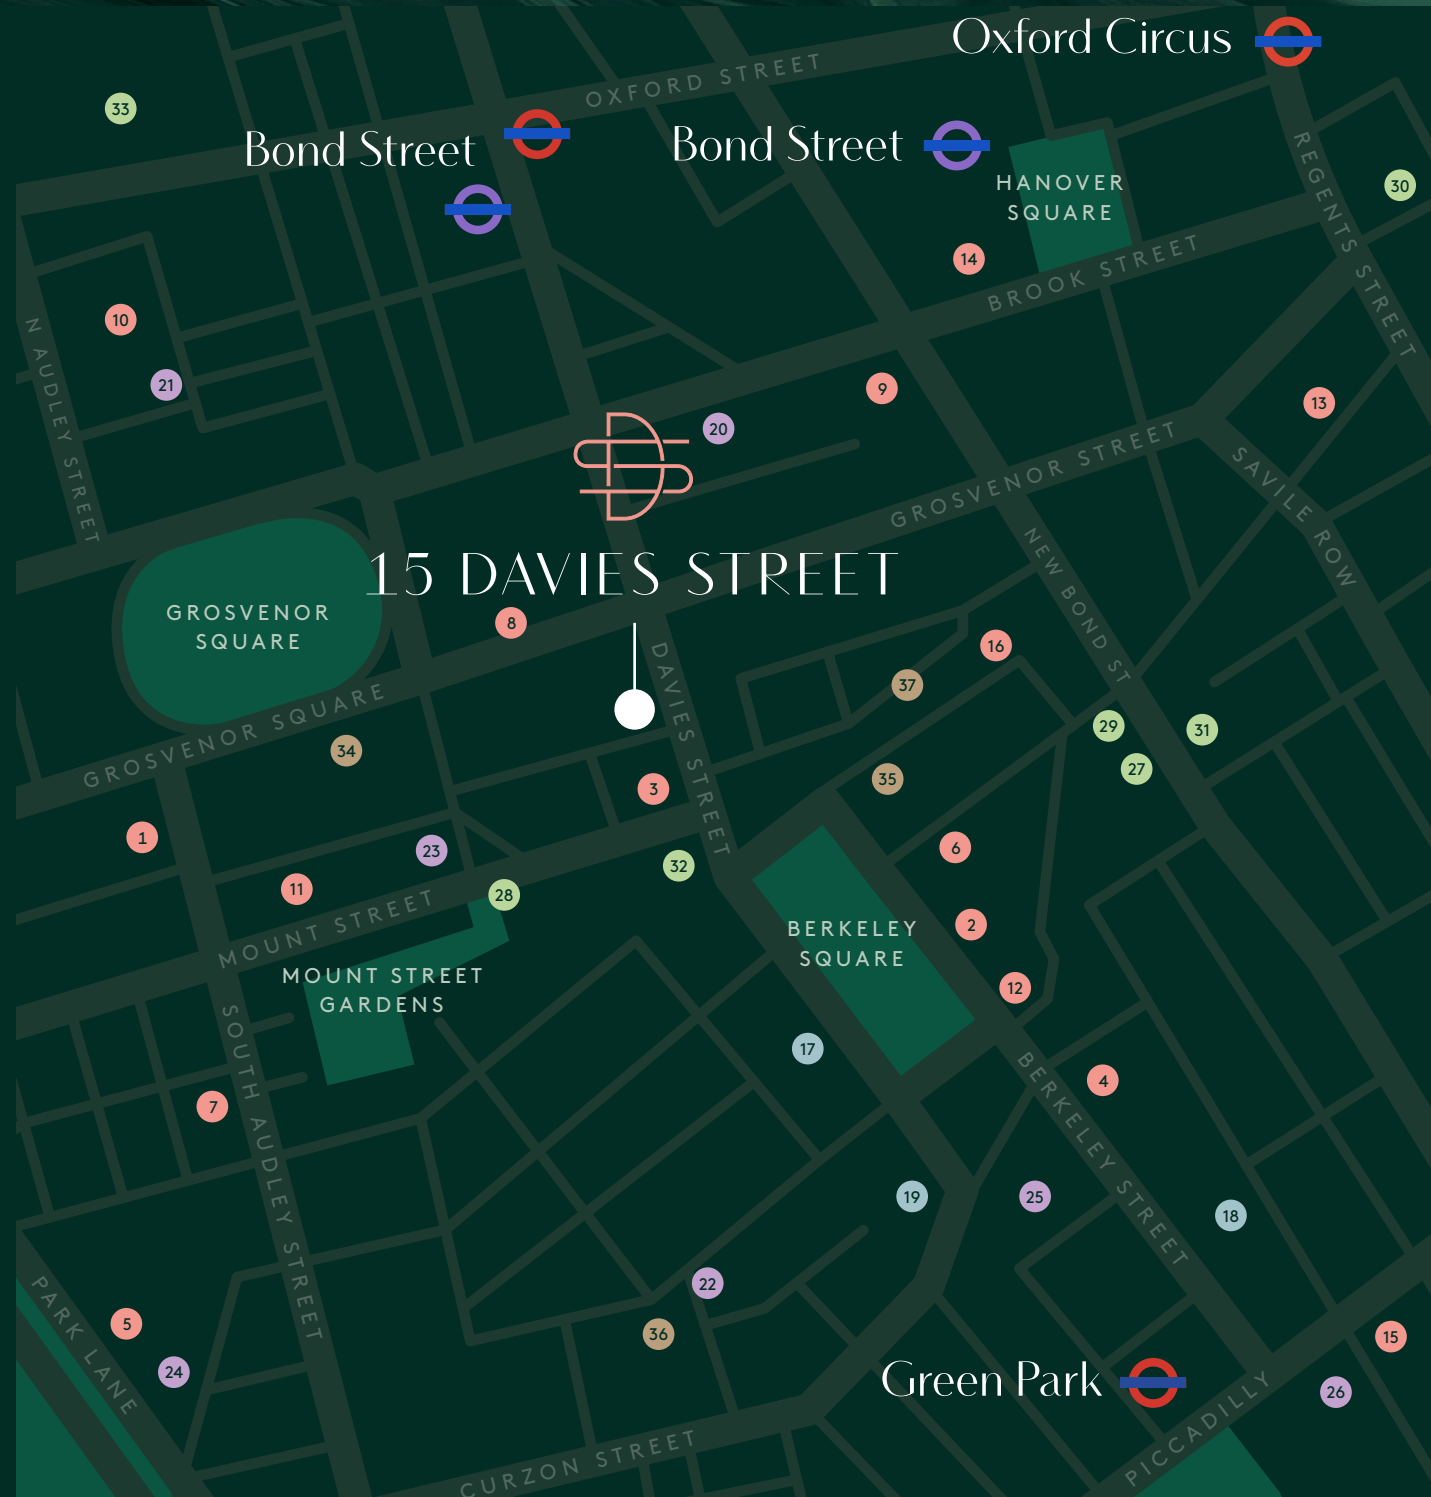 Oxford Circus
OXFORD STREET
33
Bond Street
Bond Street
REGENTS STREET
HANOVER
SQUARE
30
14
BROOK STREET
10
N AUDLEY STREET
21
9
13
20
GROSVENOR STREET
SAVILE ROW
NEW BOND ST
15 DAVIES STREET
GROSVENOR
SQUARE
8
16
DAVIES STREET
37
GROSVENOR SQUARE
34
29
31
27
35
3
1
23
6
32
11
28
MOUNT STREET
2
BERKELEY
SQUARE
MOUNT STREET
GARDENS
12
SOUTH AUDLEY STREET
17
BERKELEY STREET
4
7
19
25
18
PARK LANE
22
5
36
15
24
Green Park
26
PICCADILLY
CURZON STREET